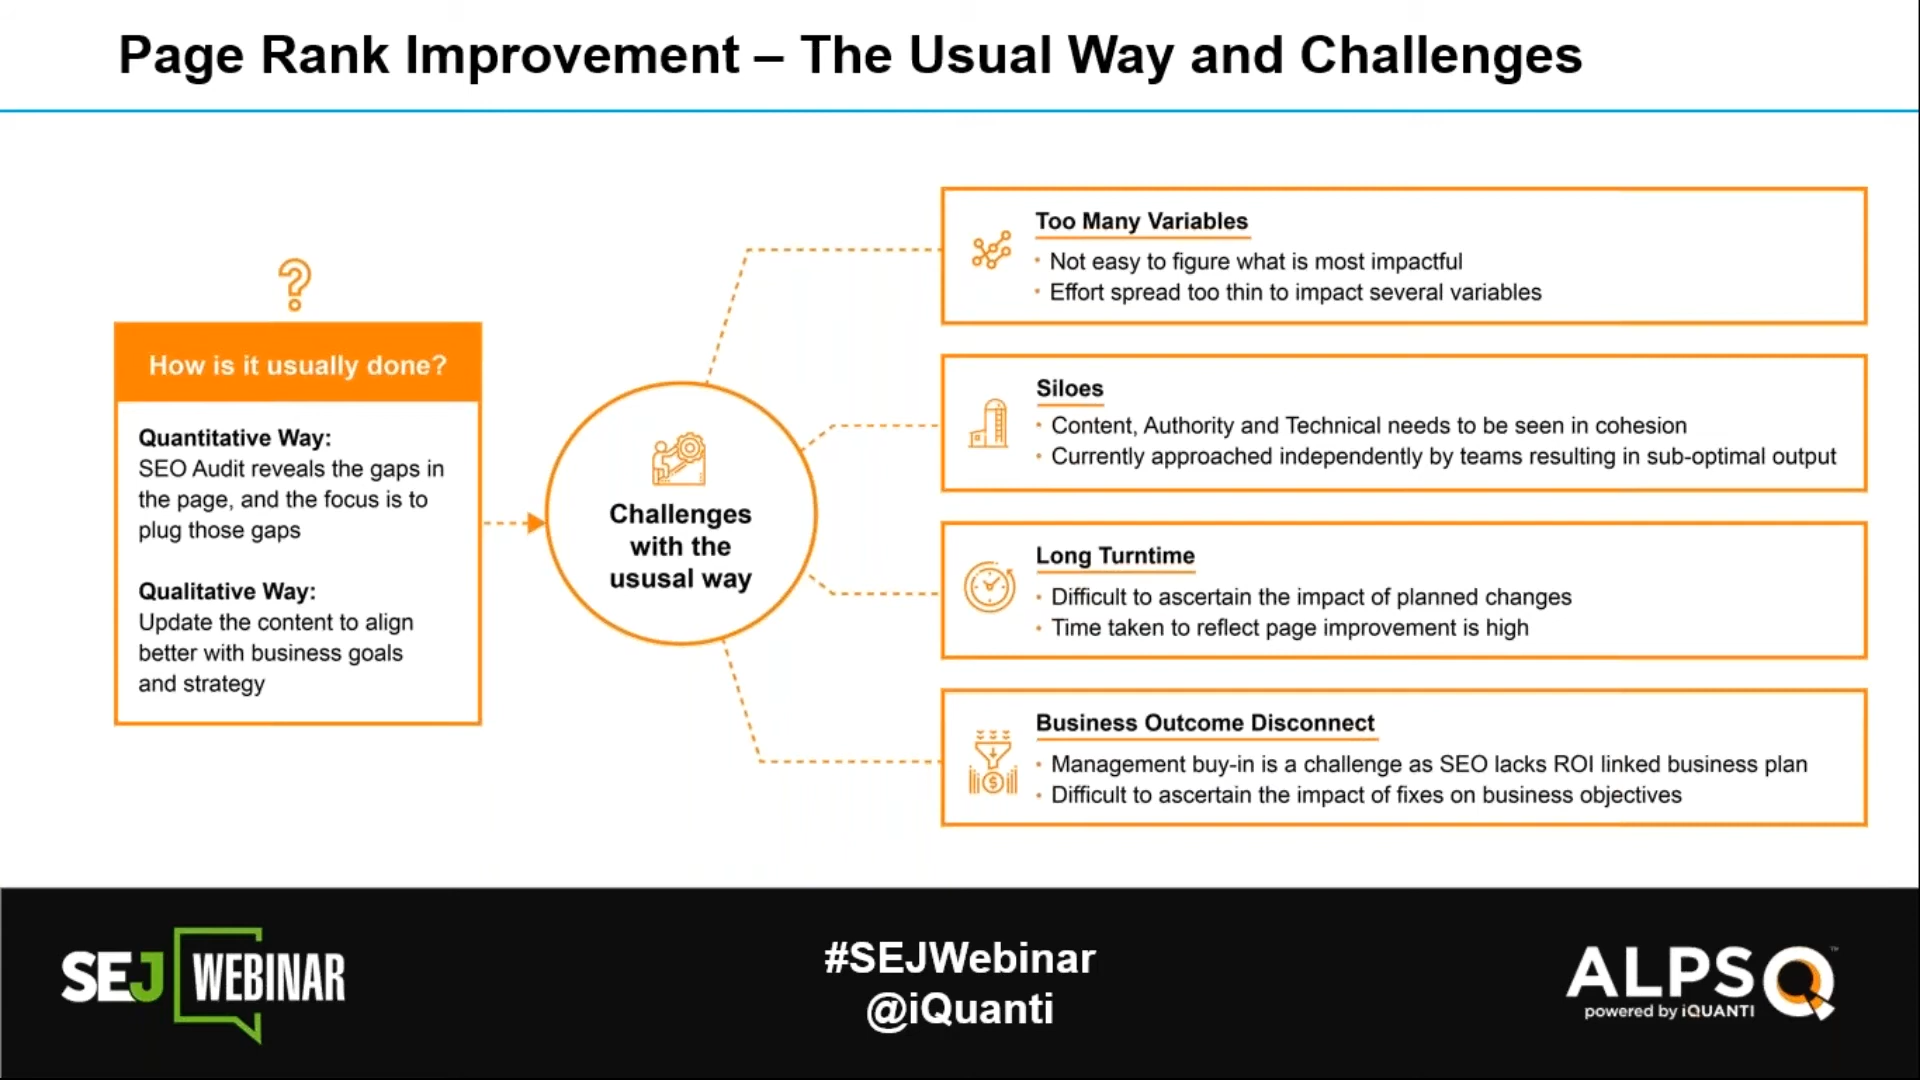 Page Rank Improvement – The Usual Way and Challenges
How is it usually done?
Quantitative Way:
SEO Audit reveals the gaps in
the page, and the focus is to
plug those gaps
Qualitative Way:
Update the content to align
better with business goals
and strategy
Challenges
with the
ususal way
Too Many Variables
• Not easy to figure what is most impactful
• Effort spread too thin to impact several variables
Siloes
• Content, Authority and Technical needs to be seen in cohesion
• Currently approached independently by teams resulting in sub-optimal output
Long Turntime
• Difficult to ascertain the impact of planned changes
• Time taken to reflect page improvement is high
Business Outcome Disconnect
• Management buy-in is a challenge as SEO lacks ROI linked business plan
• Difficult to ascertain the impact of fixes on business objectives
SEJ WEBINAR
#SEJWebinar
@iQuanti
ALPS Q™
powered by iQUANTI